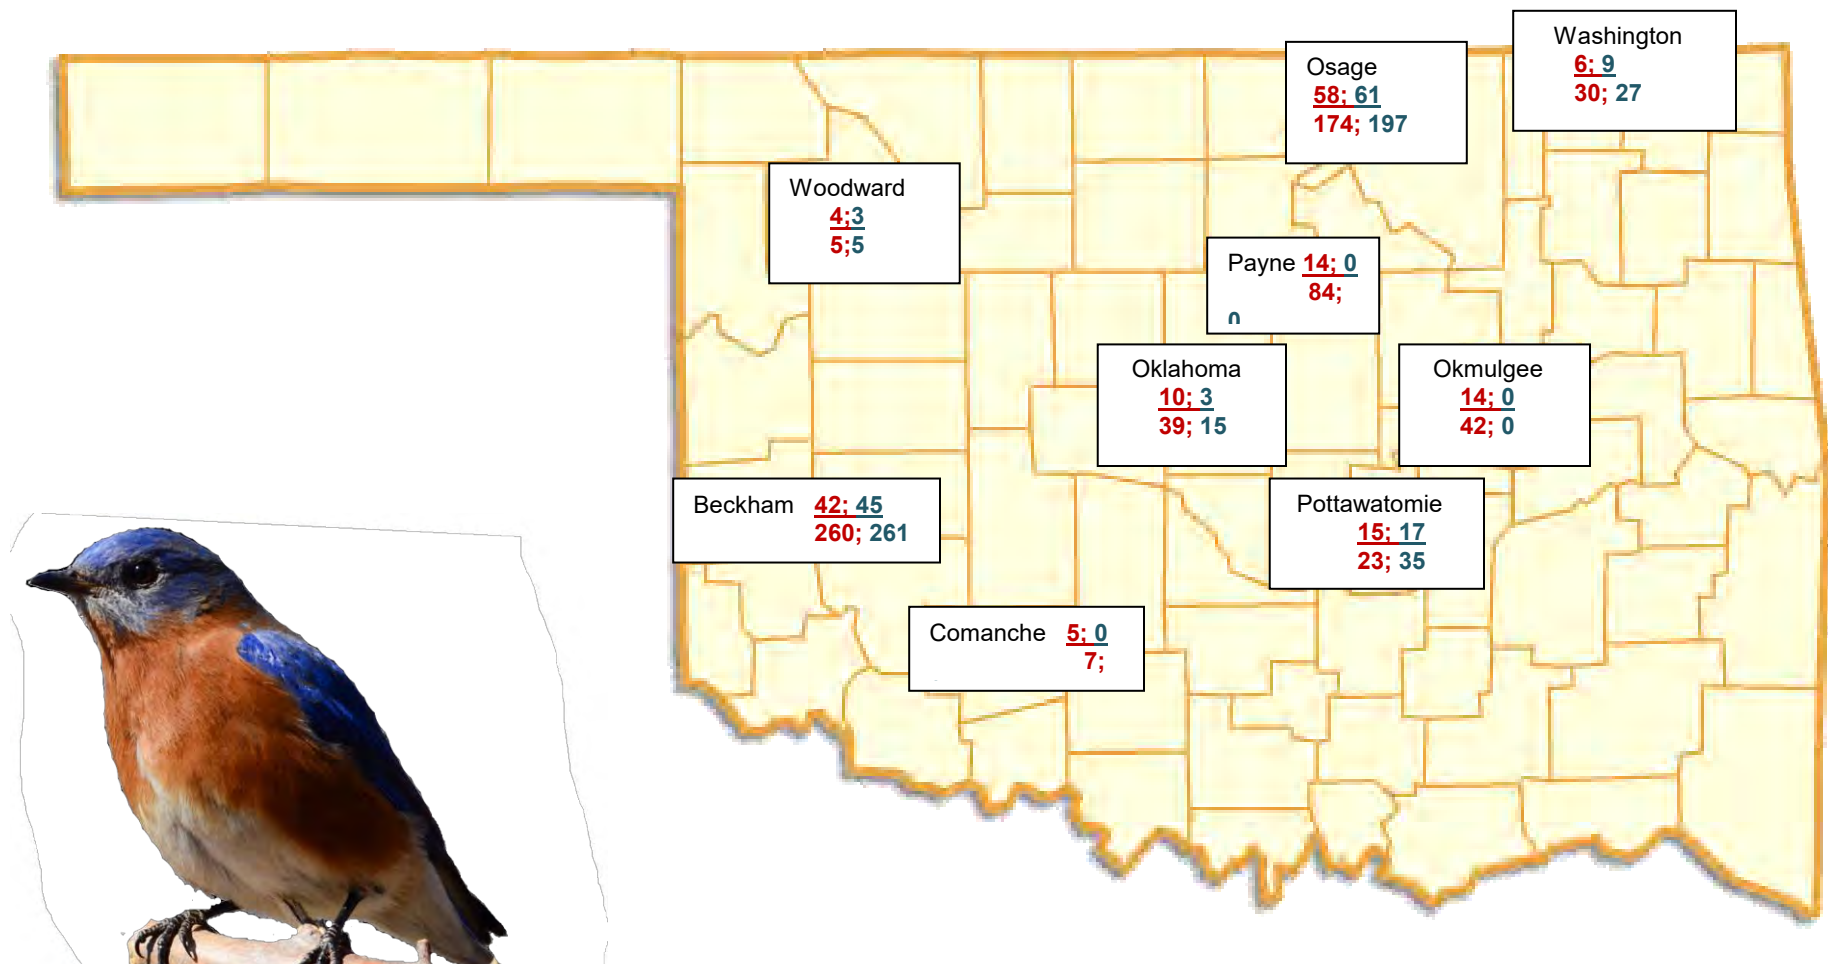 Washington
6; 9
30; 27
Osage
58; 61
174; 197
Woodward
4;3
5;5
Payne 14; 0
84;
0
Oklahoma
10; 3
39; 15
Okmulgee
14; 0
42; 0
Beckham 42; 45
260; 261
Pottawatomie
15; 17
23; 35
Comanche 5; 0
7;